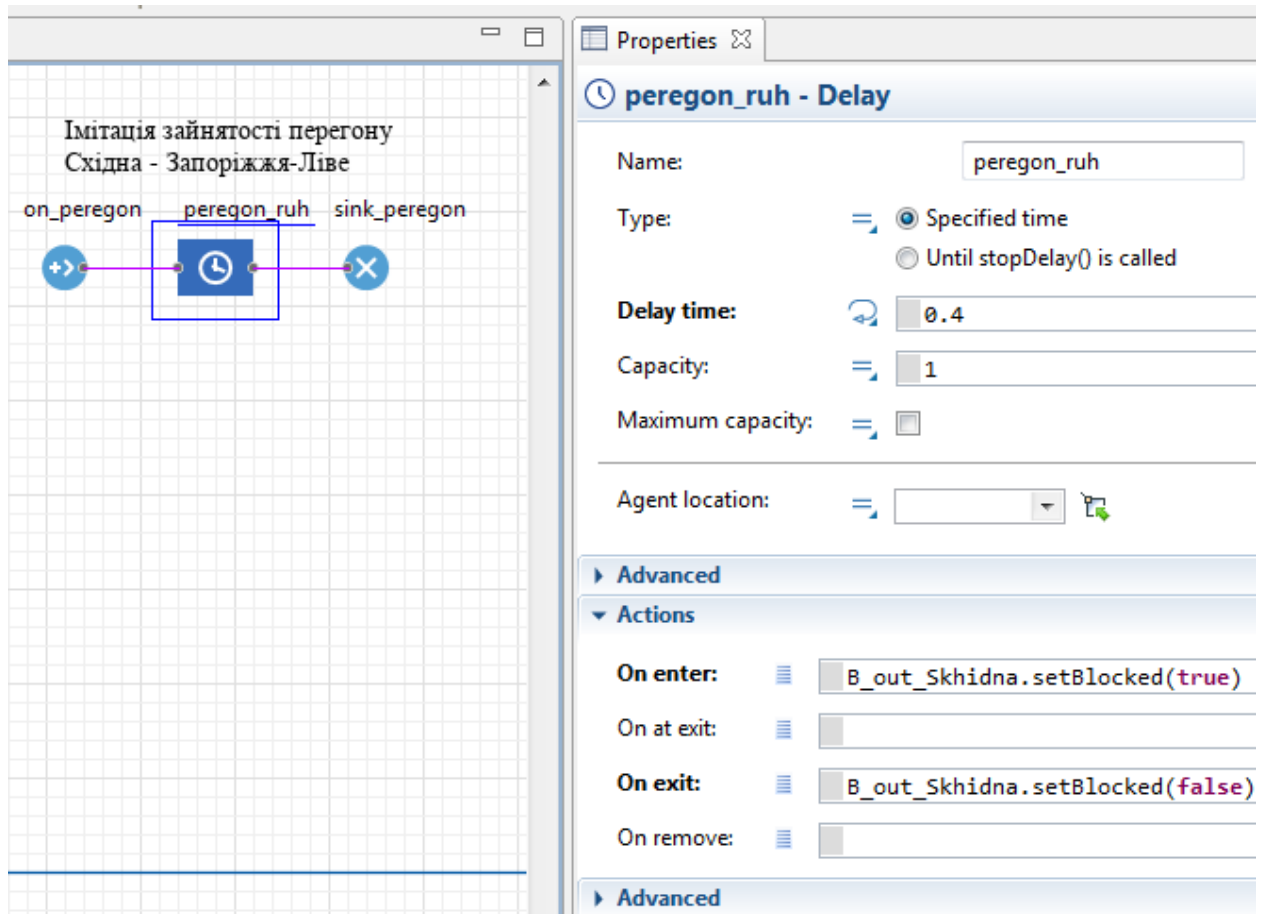 Properties
peregon_ruh - Delay
Імітація зайнятості перегону
Східна - Запоріжжя-Ліве
on_peregon peregon_ruh sink_peregon
Name: peregon_ruh
Type: Specified time
Until stopDelay() is called
Delay time: 0.4
Capacity: 1
Maximum capacity:
Agent location:
Advanced
Actions
On enter: B_out_Skhidna.setBlocked(true)
On at exit:
On exit: B_out_Skhidna.setBlocked(false)
On remove:
Advanced